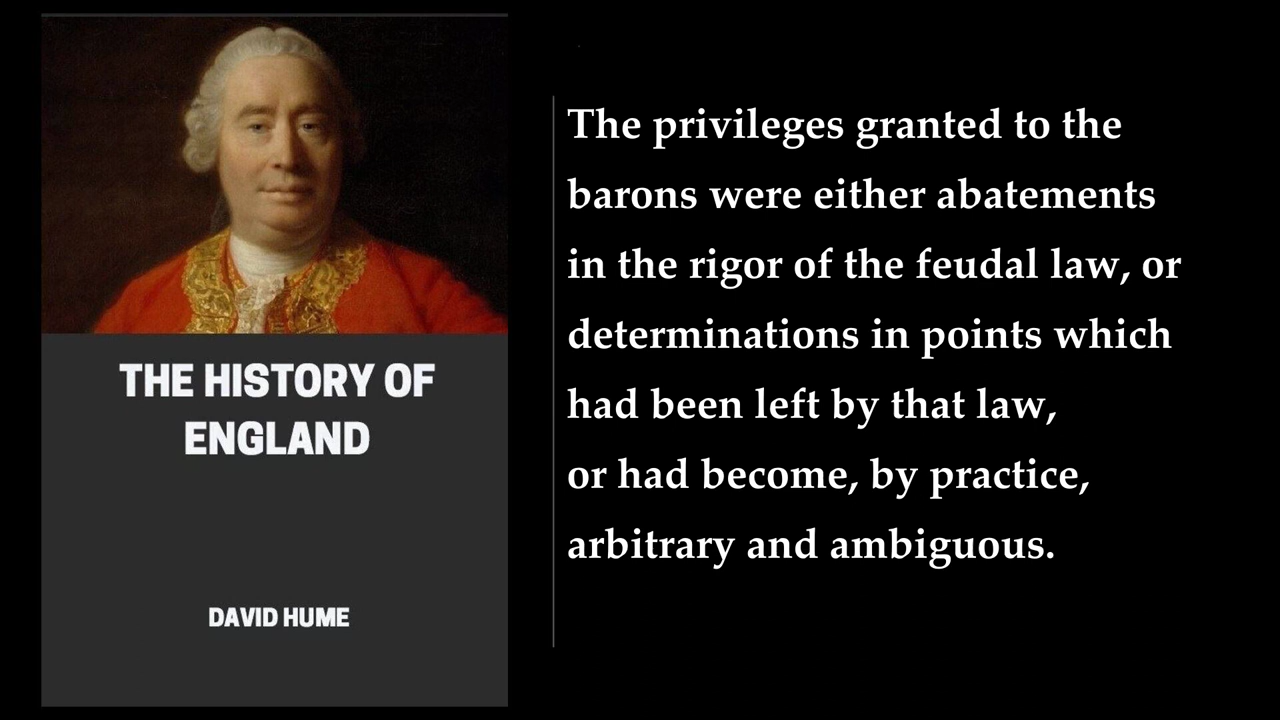 THE HISTORY OF
ENGLAND
DAVID HUME
The privileges granted to the
barons were either abatements
in the rigor of the feudal law, or
determinations in points which
had been left by that law,
or had become, by practice,
arbitrary and ambiguous.